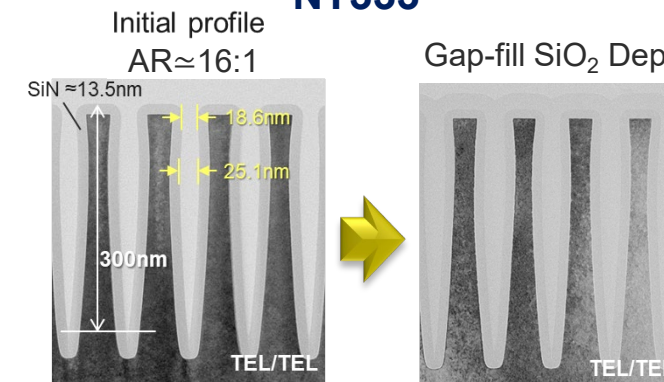 Initial profile
AR≃16:1
SiN ≈13.5nm
18.6nm
25.1nm
300nm
TEL/TEL
Gap-fill SiO₂ Dep
TEL/TEL